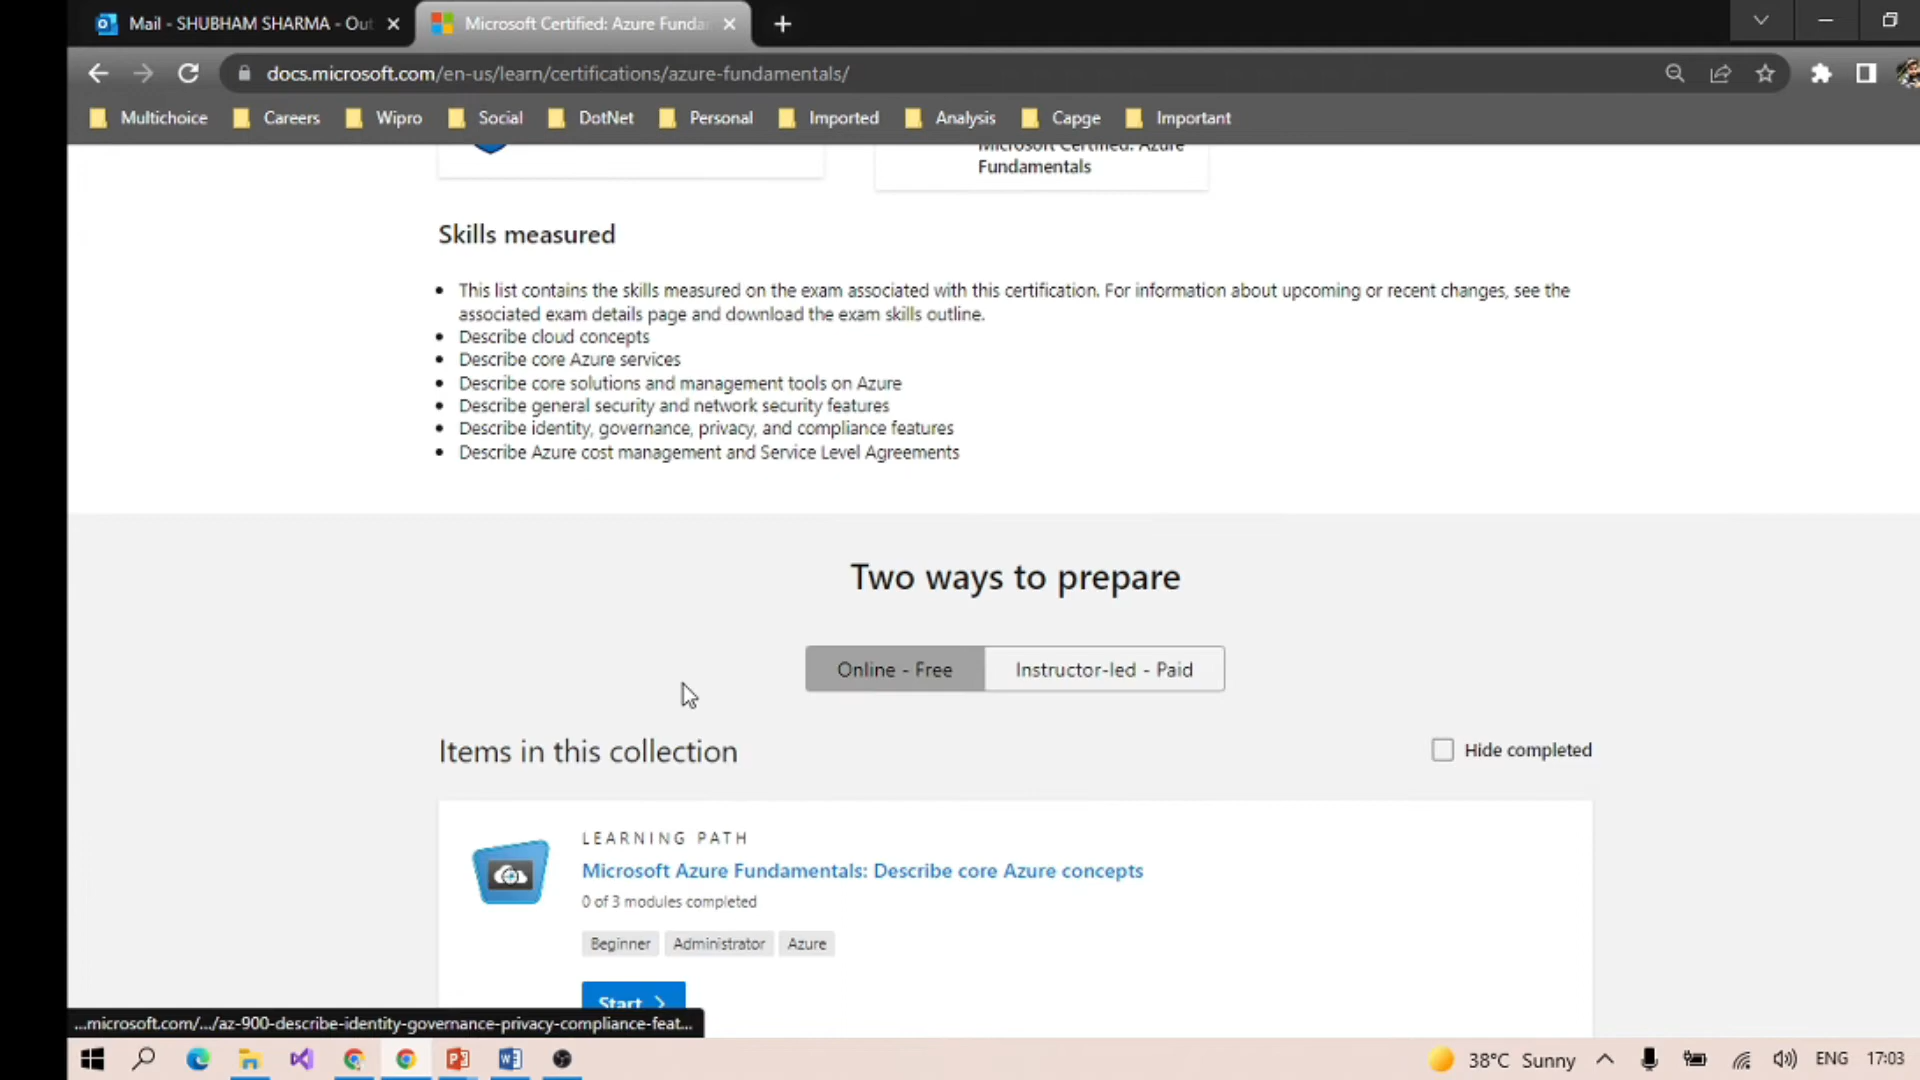 Mail - SHUBHAM SHARMA - Out
Microsoft Certified: Azure Funda
docs.microsoft.com/en-us/learn/certifications/azure-fundamentals/
Multichoice Careers Wipro Social DotNet Personal Imported Analysis Capge Important
Microsoft Certified: Azure
Fundamentals
Skills measured
This list contains the skills measured on the exam associated with this certification. For information about upcoming or recent changes, see the
associated exam details page and download the exam skills outline.
Describe cloud concepts
Describe core Azure services
Describe core solutions and management tools on Azure
Describe general security and network security features
Describe identity, governance, privacy, and compliance features
Describe Azure cost management and Service Level Agreements
Two ways to prepare
Online - Free Instructor-led - Paid
Items in this collection
Hide completed
LEARNING PATH
Microsoft Azure Fundamentals: Describe core Azure concepts
0 of 3 modules completed
Beginner Administrator Azure
Start
...microsoft.com/.../az-900-describe-identity-governance-privacy-compliance-feat...
38°C Sunny ENG 17:03